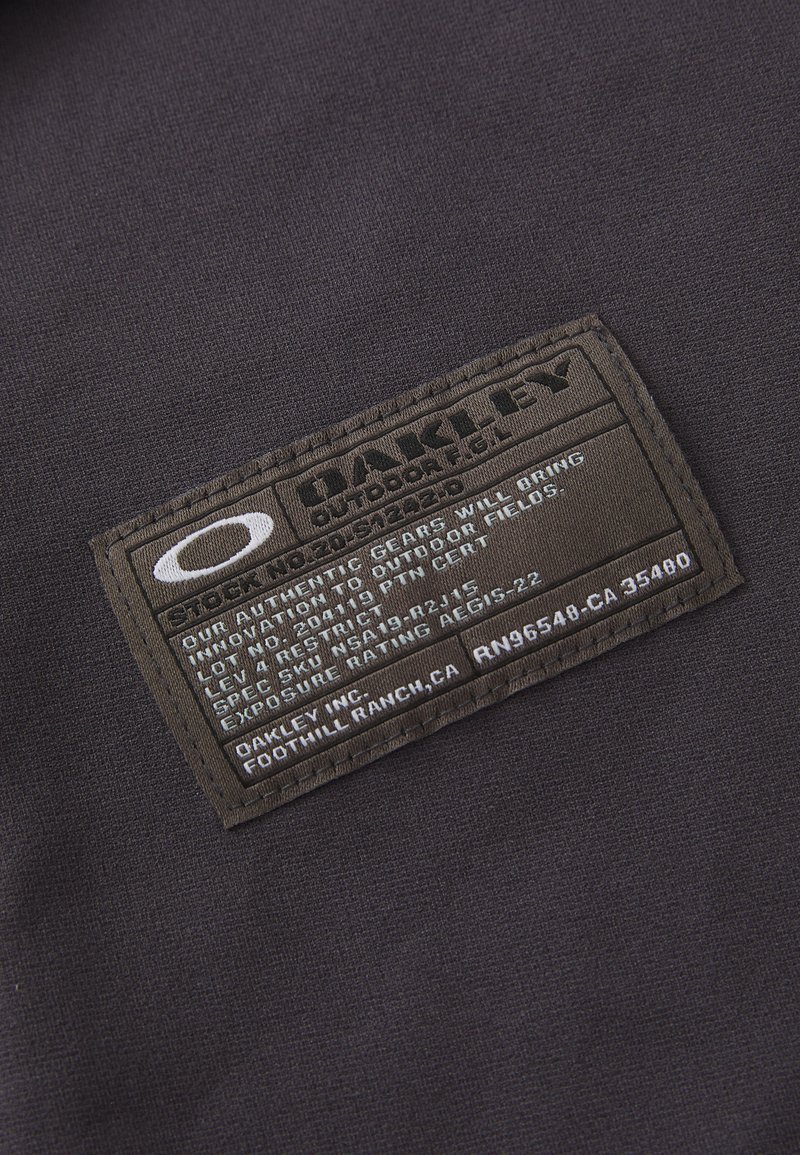 OAKLEY
OUTDOOR F.G.L
STOCK NO.20-S1242-D
OUR AUTHENTIC GEARS WILL BRING
INNOVATION TO OUTDOOR FIELDS.
LOT NO. 204119 PTN CERT
LEV 4 RESTRICT
SPEC SKU NSA19-R2J15
EXPOSURE RATING AEGIS-22
OAKLEY INC.
FOOTHILL RANCH,CA
RN96548-CA 35480